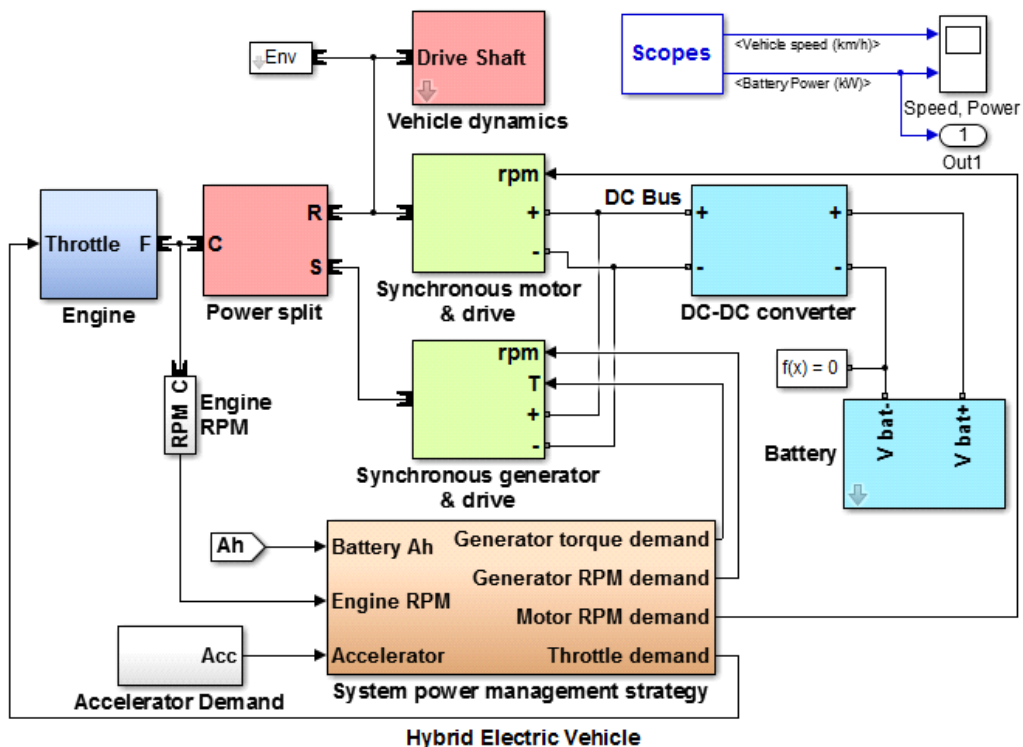 Env
Drive Shaft
Vehicle dynamics
Scopes
<Vehicle speed (km/h)>
<Battery Power (kW)>
Speed, Power
1
Out1
Throttle F
Engine
C
R
S
Power split
rpm
+
-
Synchronous motor
& drive
DC Bus
+ +
- -
DC-DC converter
rpm
T
+
-
Synchronous generator
& drive
RPM C
Engine
RPM
f(x) = 0
V bat-
V bat+
Battery
Ah
Battery Ah
Engine RPM
Accelerator
Generator torque demand
Generator RPM demand
Motor RPM demand
Throttle demand
System power management strategy
Acc
Accelerator Demand
Hybrid Electric Vehicle